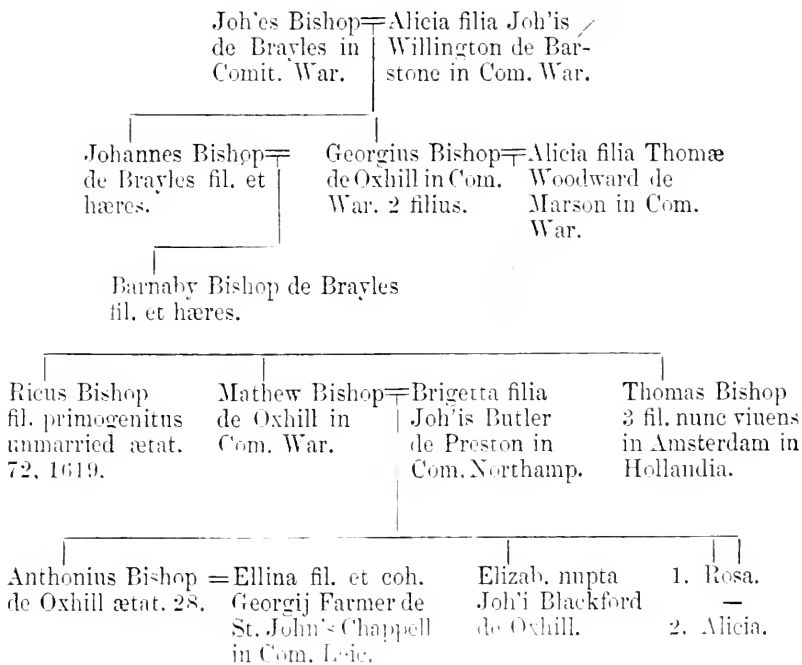 Joh'es Bishop=Alicia filia Joh'is
de Brayles in Willington de Bar-
Comit. War. stone in Com. War.
Johannes Bishop=
de Brayles fil. et
hæres.
Georgius Bishop=Alicia filia Thomæ
de Oxhill in Com. Woodward de
War. 2 filius. Marson in Com.
War.
Barnaby Bishop de Brayles
fil. et hæres.
Ricus Bishop
fil. primogenitus
unmarried ætat.
72, 1619.
Mathew Bishop=Brigetta filia
de Oxhill in Joh'is Butler
Com. War. de Preston in
Com. Northamp.
Thomas Bishop
3 fil. nunc viuens
in Amsterdam in
Hollandia.
Anthonius Bishop = Ellina fil. et coh.
de Oxhill ætat. 28. Georgij Farmer de
St. John's Chappell
in Com. Leic.
Elizab. nupta
Joh'i Blackford
de Oxhill.
1. Rosa.
—
2. Alicia.